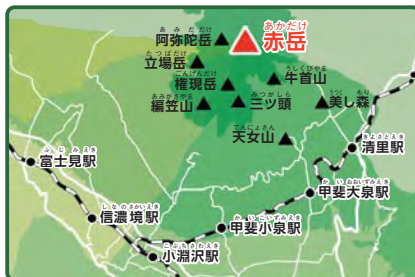 あかだけ
赤岳
あみだだけ
阿弥陀岳
たつばだけ
立場岳
ごんげんだけ
権現岳
うしくびやま
牛首山
あみがさやま
編笠山
みつがしら
三ツ頭
うつく もり
美し森
てんにょさん
天女山
きよさとえき
清里駅
ふじみえき
富士見駅
かいおおいずみえき
甲斐大泉駅
しなのさかいえき
信濃境駅
かいこいずみえき
甲斐小泉駅
こぶちさわえき
小淵沢駅